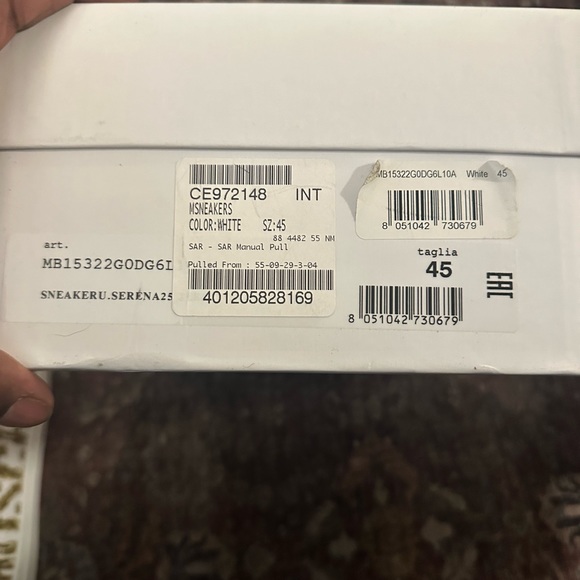 CE972148 INT
MSNEAKERS
COLOR:WHITE SZ:45
88 4482 55 NM
SAR - SAR Manual Pull
Pulled From : 55-09-29-3-04
401205828169
art.
MB15322G0DG6L
SNEAKERU.SERENA25
MB15322G0DG6L10A White 45
8 051042 730679
taglia
45
EAC
8 051042 730679